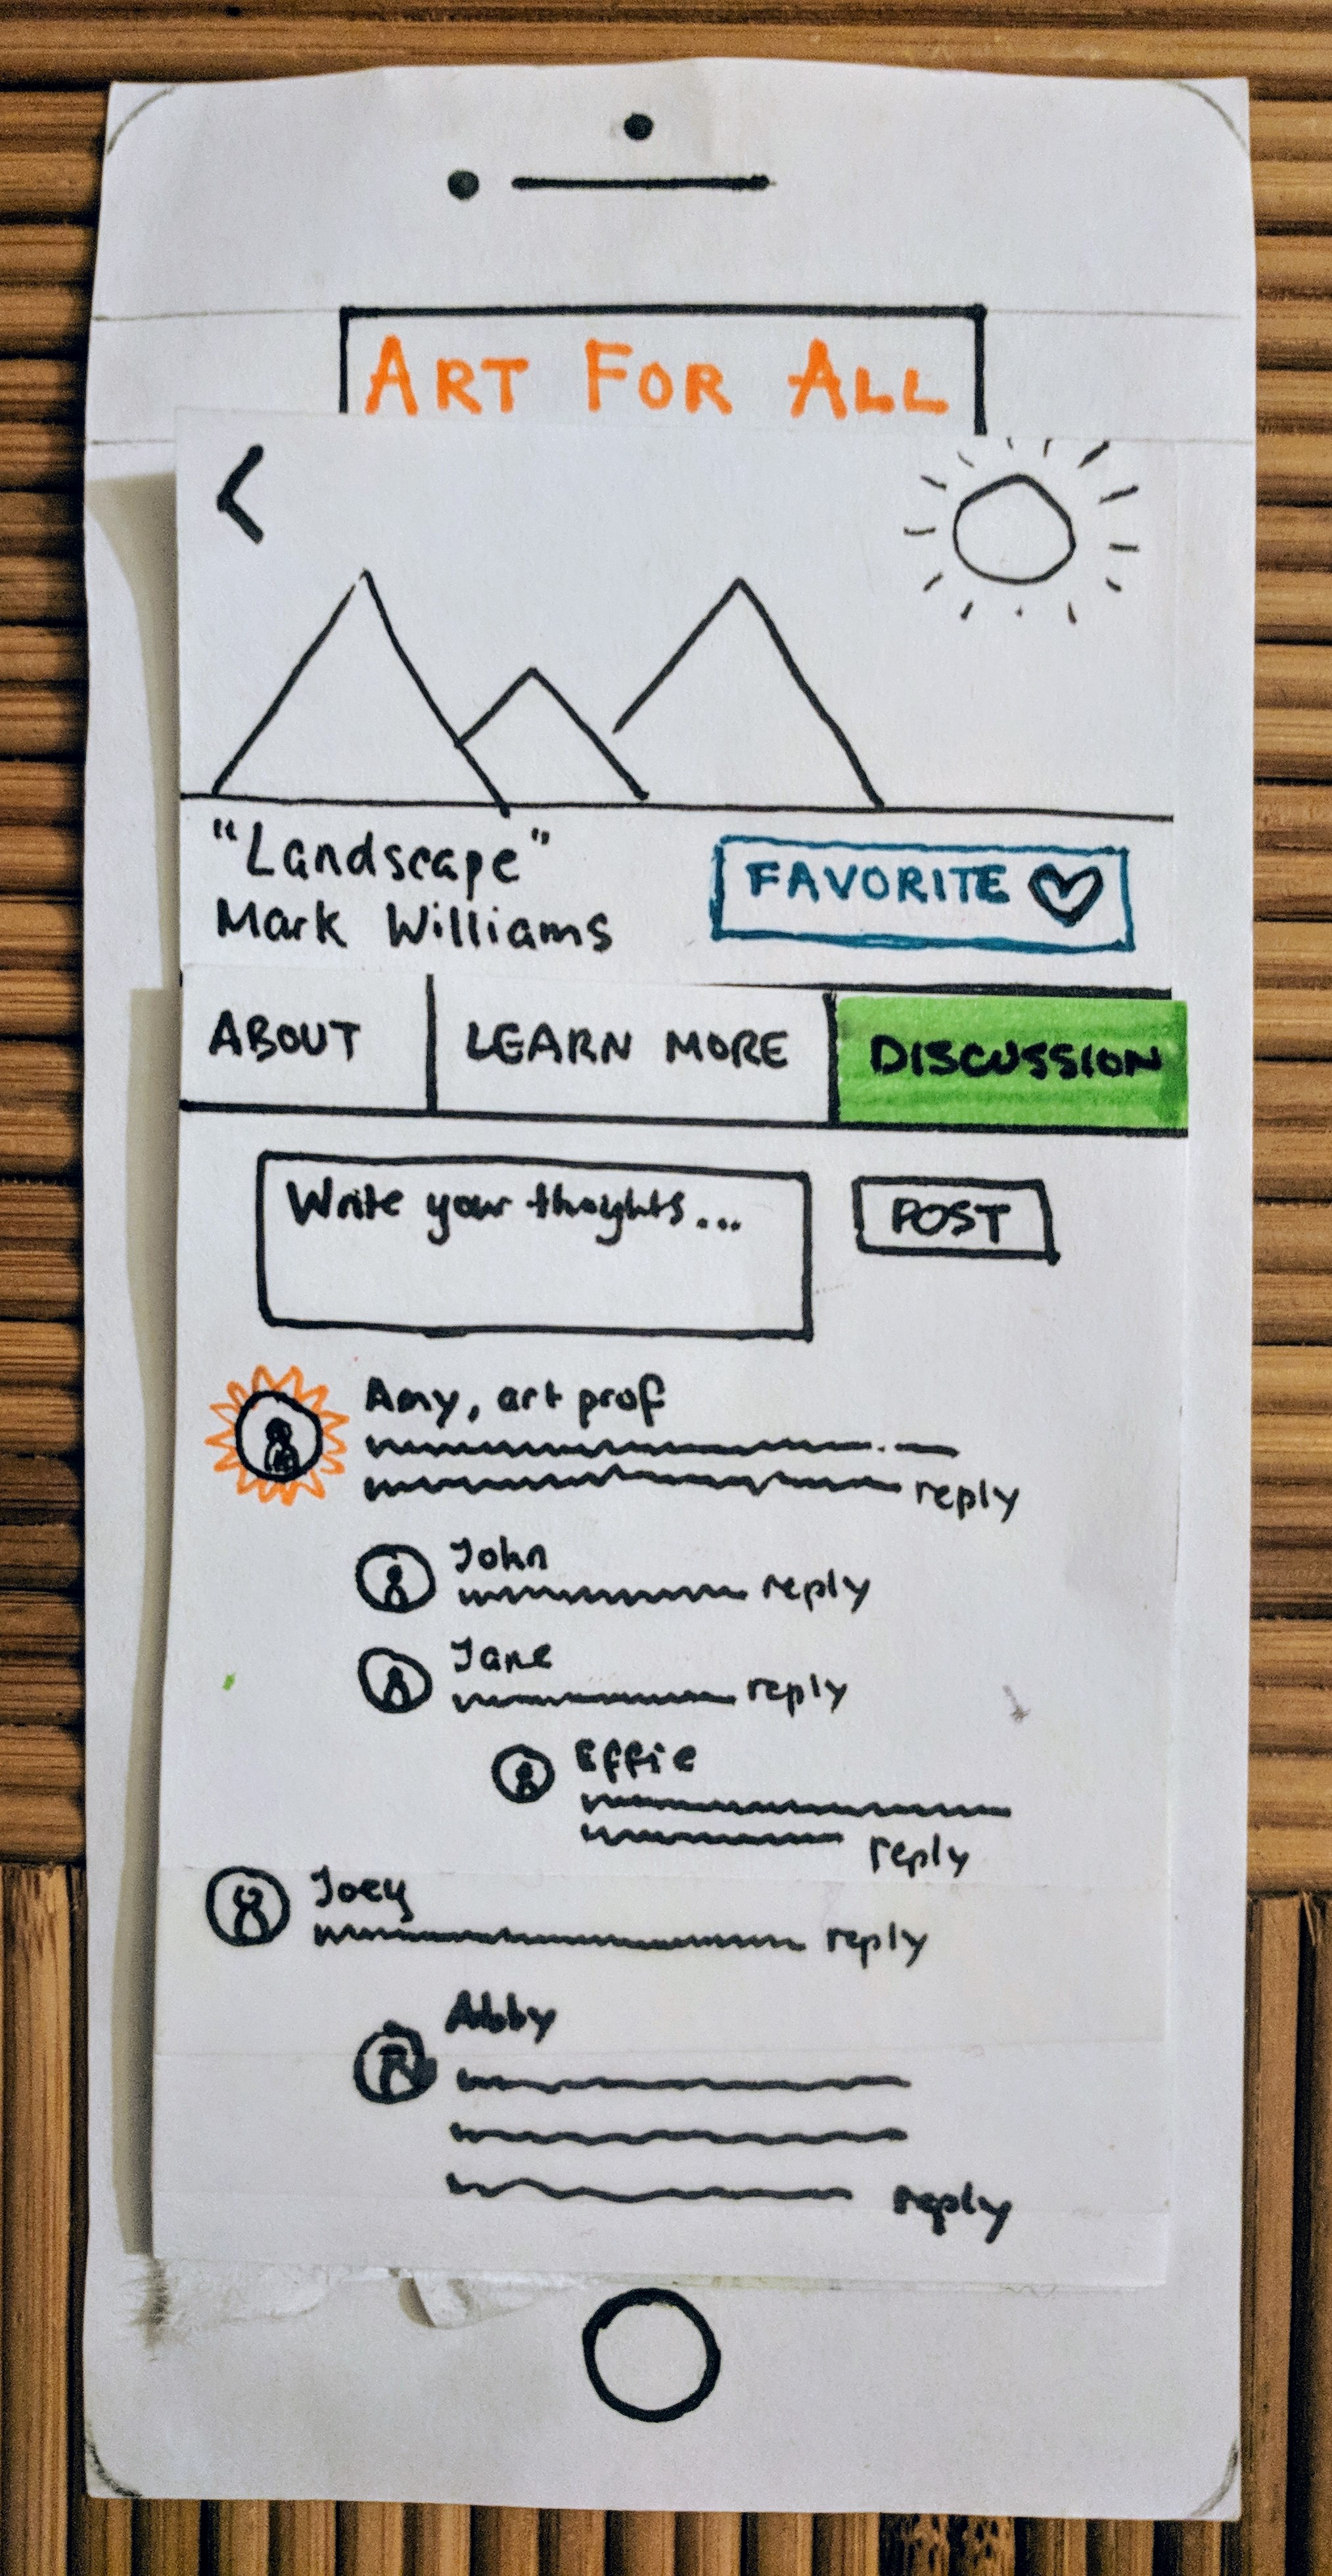 ART FOR ALL
"Landscape"
Mark Williams
FAVORITE
ABOUT
LEARN MORE
DISCUSSION
Write your thoughts...
POST
Amy, art prof
reply
John
reply
Jane
reply
Effie
reply
Joey
reply
Abby
reply